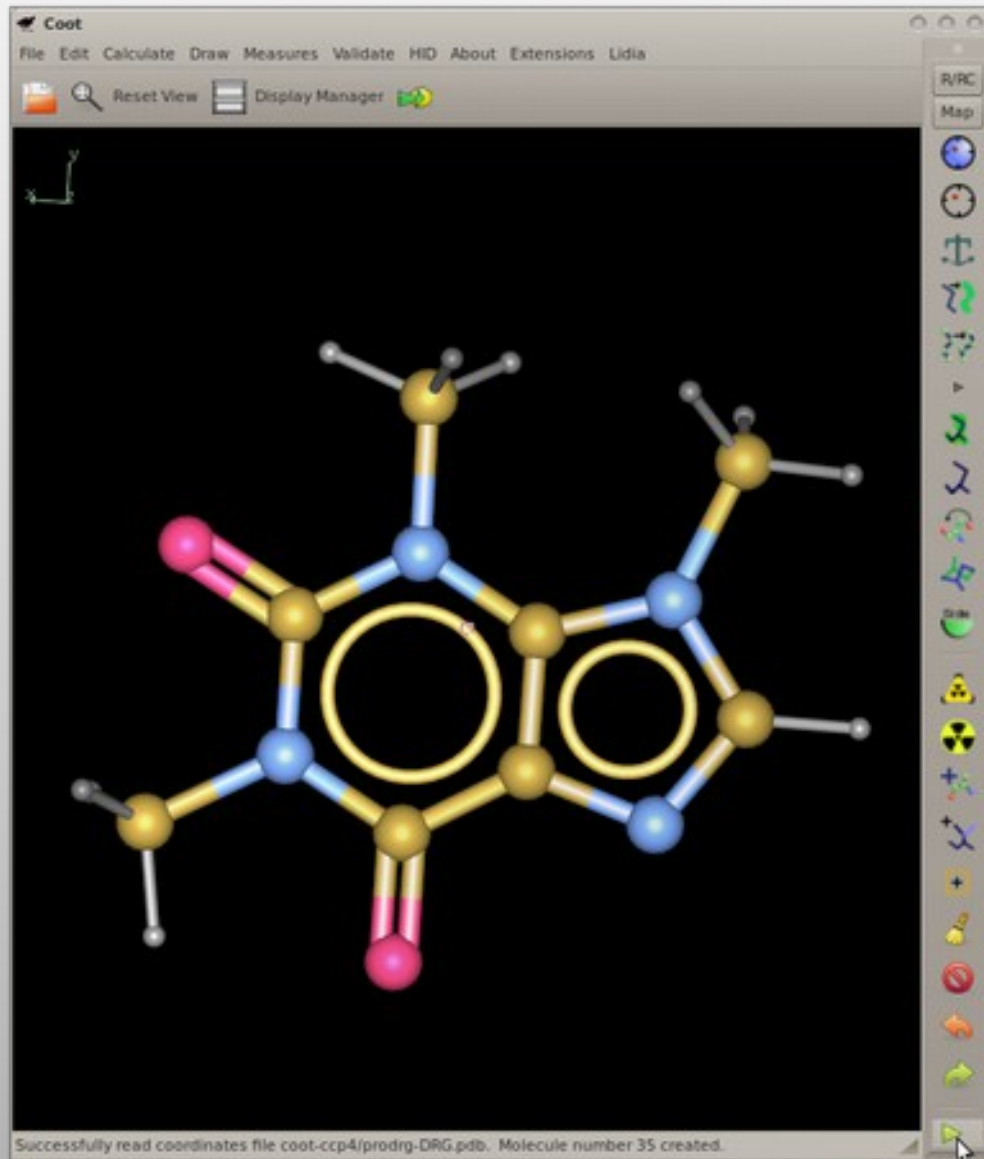 Coot
File Edit Calculate Draw Measures Validate HID About Extensions Lidia
Reset View Display Manager
R/RC
Map
Side
Successfully read coordinates file coot-ccp4/prodrg-DRG.pdb. Molecule number 35 created.